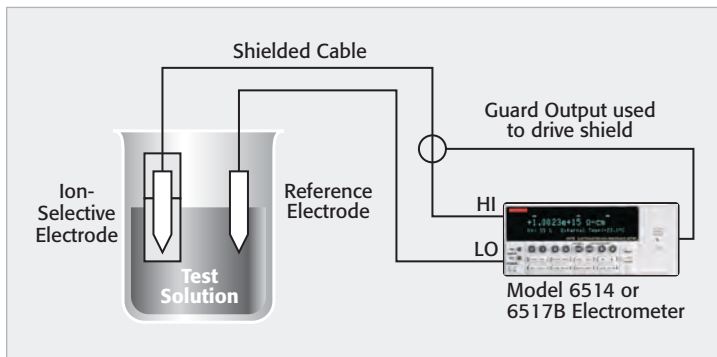 Shielded Cable
Guard Output used
to drive shield
Ion-
Selective
Electrode
Reference
Electrode
HI
LO
Test
Solution
Model 6514 or
6517B Electrometer